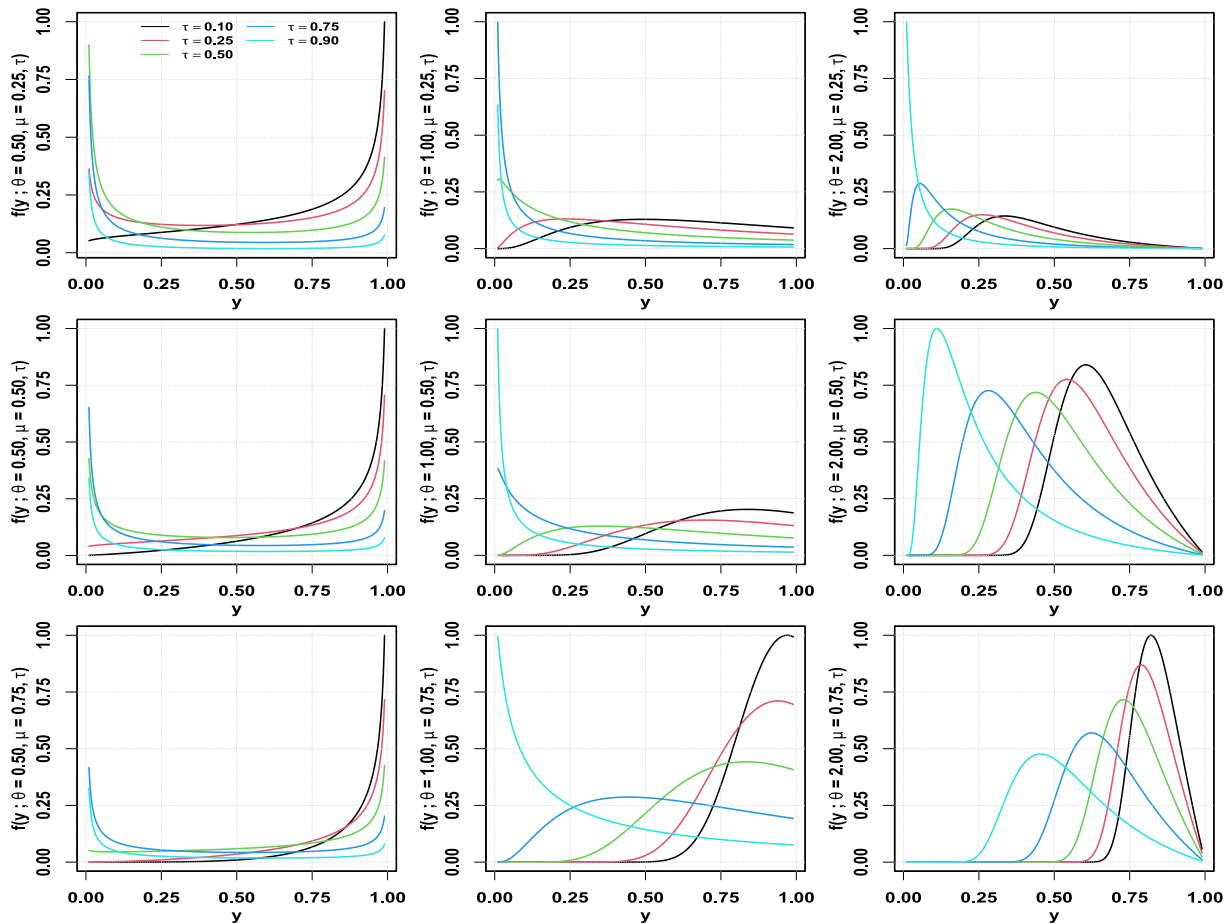 τ = 0.10 τ = 0.75
τ = 0.25 τ = 0.90
τ = 0.50
f(y ; θ = 0.50, μ = 0.25, τ)
0.00 0.25 0.50 0.75 1.00
0.00 0.25 0.50 0.75 1.00
y
f(y ; θ = 1.00, μ = 0.25, τ)
0.00 0.25 0.50 0.75 1.00
0.00 0.25 0.50 0.75 1.00
y
f(y ; θ = 2.00, μ = 0.25, τ)
0.00 0.25 0.50 0.75 1.00
0.00 0.25 0.50 0.75 1.00
y
f(y ; θ = 0.50, μ = 0.50, τ)
0.00 0.25 0.50 0.75 1.00
0.00 0.25 0.50 0.75 1.00
y
f(y ; θ = 1.00, μ = 0.50, τ)
0.00 0.25 0.50 0.75 1.00
0.00 0.25 0.50 0.75 1.00
y
f(y ; θ = 2.00, μ = 0.50, τ)
0.00 0.25 0.50 0.75 1.00
0.00 0.25 0.50 0.75 1.00
y
f(y ; θ = 0.50, μ = 0.75, τ)
0.00 0.25 0.50 0.75 1.00
0.00 0.25 0.50 0.75 1.00
y
f(y ; θ = 1.00, μ = 0.75, τ)
0.00 0.25 0.50 0.75 1.00
0.00 0.25 0.50 0.75 1.00
y
f(y ; θ = 2.00, μ = 0.75, τ)
0.00 0.25 0.50 0.75 1.00
0.00 0.25 0.50 0.75 1.00
y